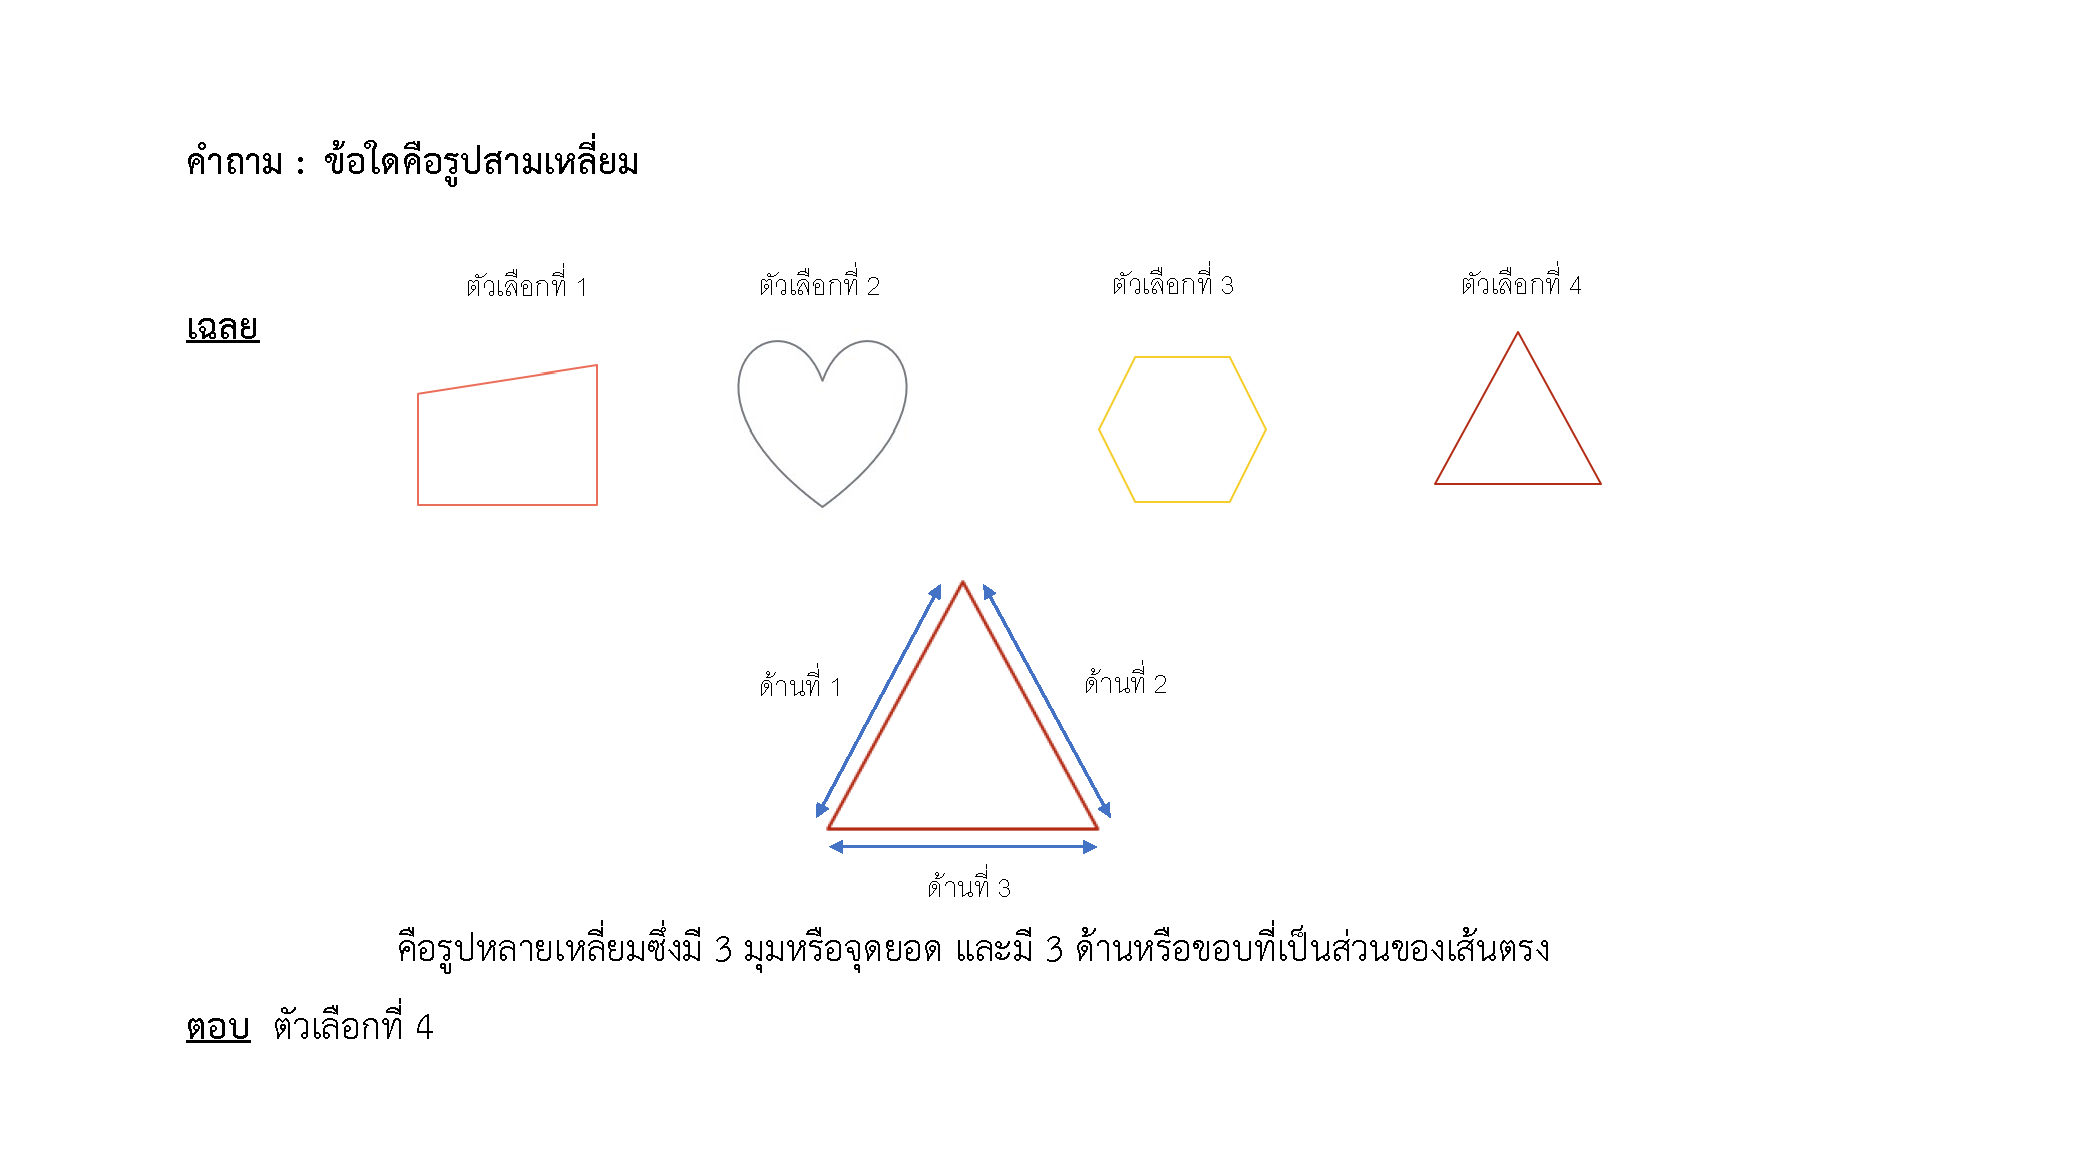 คำถาม : ข้อใดคือรูปสามเหลี่ยม
ตัวเลือกที่ 1 ตัวเลือกที่ 2 ตัวเลือกที่ 3 ตัวเลือกที่ 4
เฉลย
ด้านที่ 1 ด้านที่ 2
ด้านที่ 3
คือรูปหลายเหลี่ยมซึ่งมี 3 มุมหรือจุดยอด และมี 3 ด้านหรือขอบที่เป็นส่วนของเส้นตรง
ตอบ ตัวเลือกที่ 4